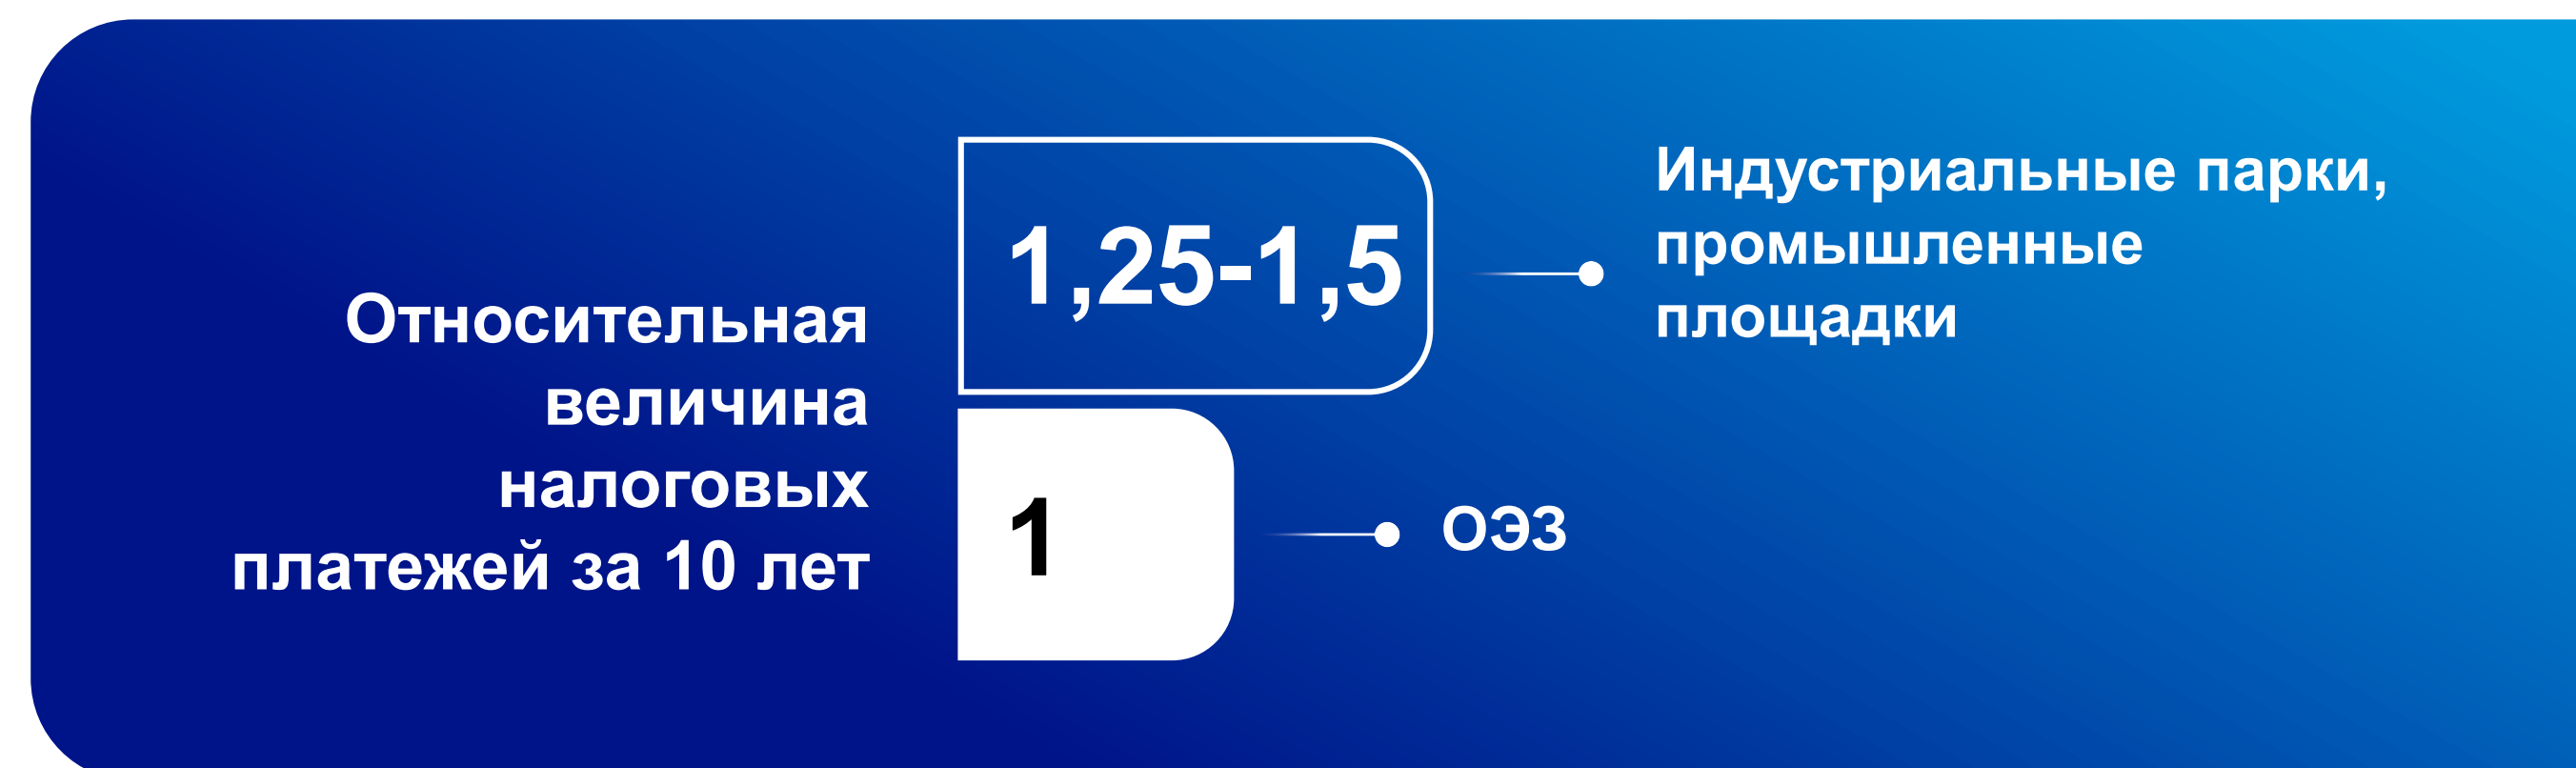 Относительная
величина
налоговых
платежей за 10 лет
1,25-1,5
Индустриальные парки,
промышленные
площадки
1
ОЭЗ